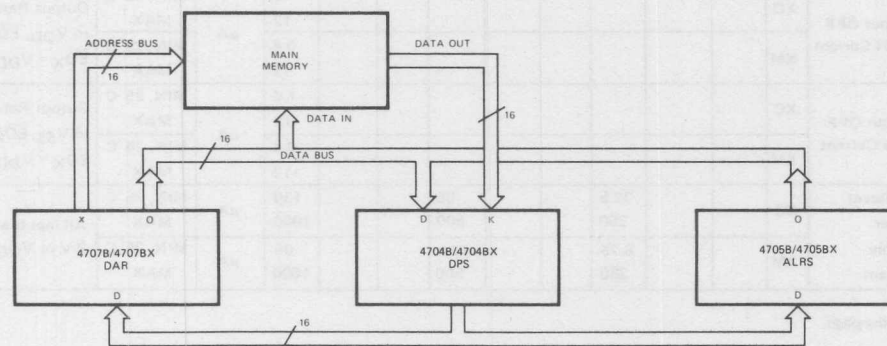 ADDRESS BUS
16
MAIN
MEMORY
DATA OUT
16
DATA IN
16
DATA BUS
X
O
4707B/4707BX
DAR
D
D
K
4704B/4704BX
DPS
O
4705B/4705BX
ALRS
D
16